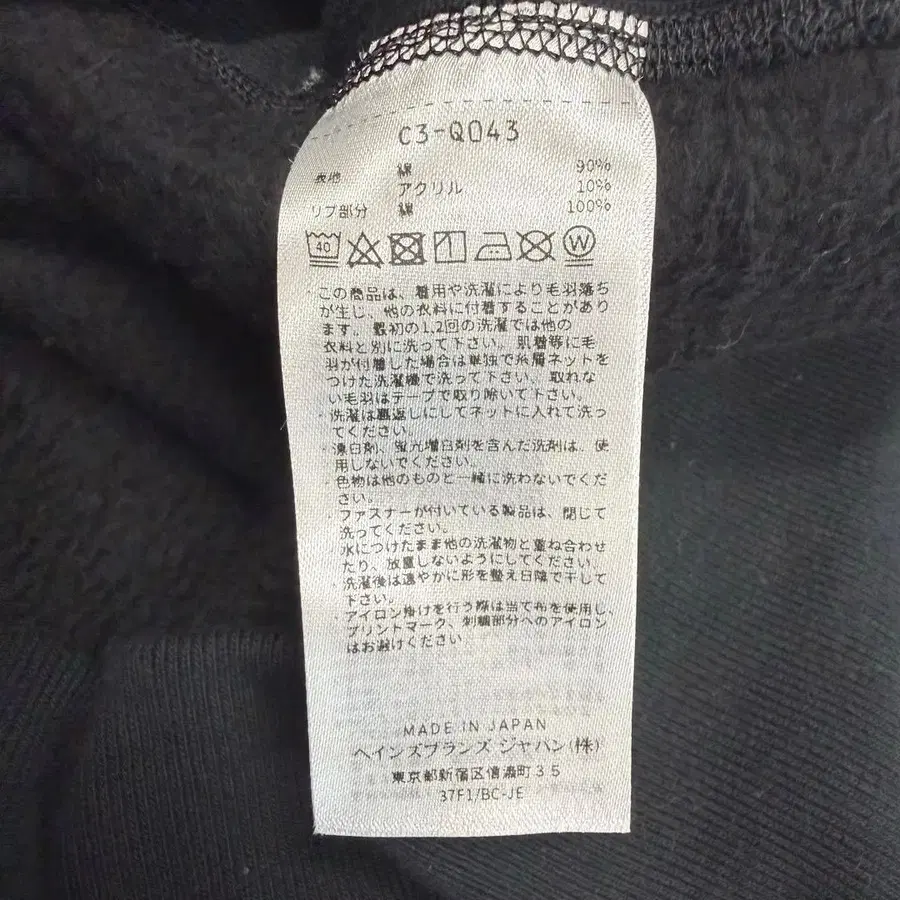 C3-Q043
表地 綿 90%
アクリル 10%
リブ部分 綿 100%
40 W
・この商品は、着用や洗濯により毛羽落ち
が生じ、他の衣料に付着することがあり
ます。最初の1,2回の洗濯では他の
衣料と別に洗って下さい。肌着等に毛
羽が付着した場合は単独で糸屑ネットを
つけた洗濯機で洗って下さい。取れな
い毛羽はテープで取り除いて下さい。
・洗濯は裏返しにしてネットに入れて洗っ
てください。
・漂白剤、蛍光増白剤を含んだ洗剤は、使
用しないでください。
・色物は他のものと一緒に洗わないでくだ
さい。
・ファスナーが付いている製品は、閉じて
洗ってください。
・水につけたまま他の洗濯物と重ね合わせ
たり、放置しないようにしてください。
・洗濯後は速やかに形を整え日陰で干して
下さい。
・アイロン掛けを行う際は当て布を使用し、
プリントマーク、刺繍部分へのアイロン
はお避けください。
MADE IN JAPAN
ヘインズブランズ ジャパン(株)
東京都新宿区信濃町35
37F1/BC-JE